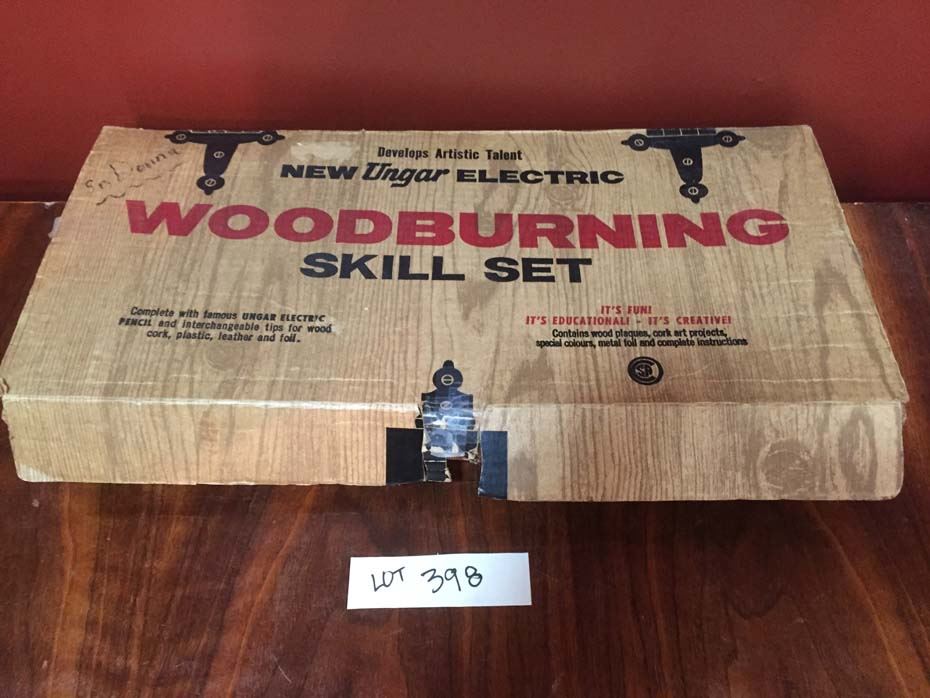 Develops Artistic Talent
NEW Ungar ELECTRIC
WOODBURNING
SKILL SET
Complete with famous UNGAR ELECTRIC
PENCIL and interchangeable tips for wood
cork, plastic, leather and foil.
IT'S FUN!
IT'S EDUCATIONAL! - IT'S CREATIVE!
Contains wood plaques, cork art projects,
special colours, metal foil and complete instructions
LOT 398